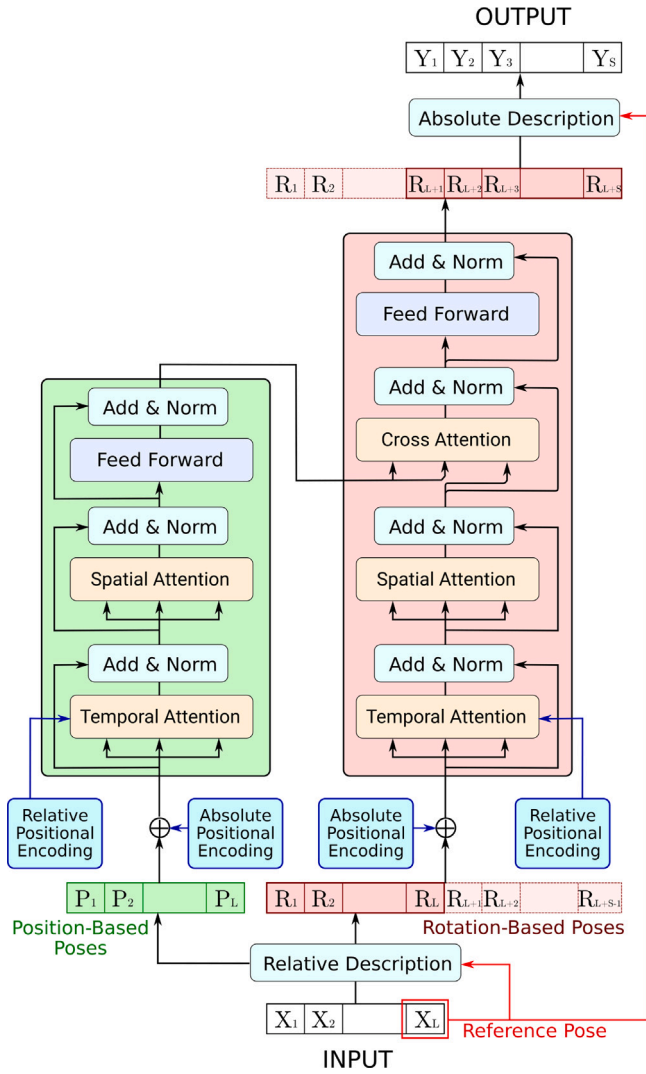 OUTPUT
Y1 Y2 Y3 YS
Absolute Description
R1 R2 RL+1 RL+2 RL+3 RL+S
Add & Norm
Feed Forward
Add & Norm
Cross Attention
Add & Norm
Spatial Attention
Add & Norm
Temporal Attention
Add & Norm
Feed Forward
Add & Norm
Spatial Attention
Add & Norm
Temporal Attention
Relative
Positional
Encoding
Absolute
Positional
Encoding
Absolute
Positional
Encoding
Relative
Positional
Encoding
P1 P2 PL
R1 R2 RL RL+1 RL+2 RL+S-1
Position-Based
Poses
Rotation-Based Poses
Relative Description
X1 X2 XL
Reference Pose
INPUT